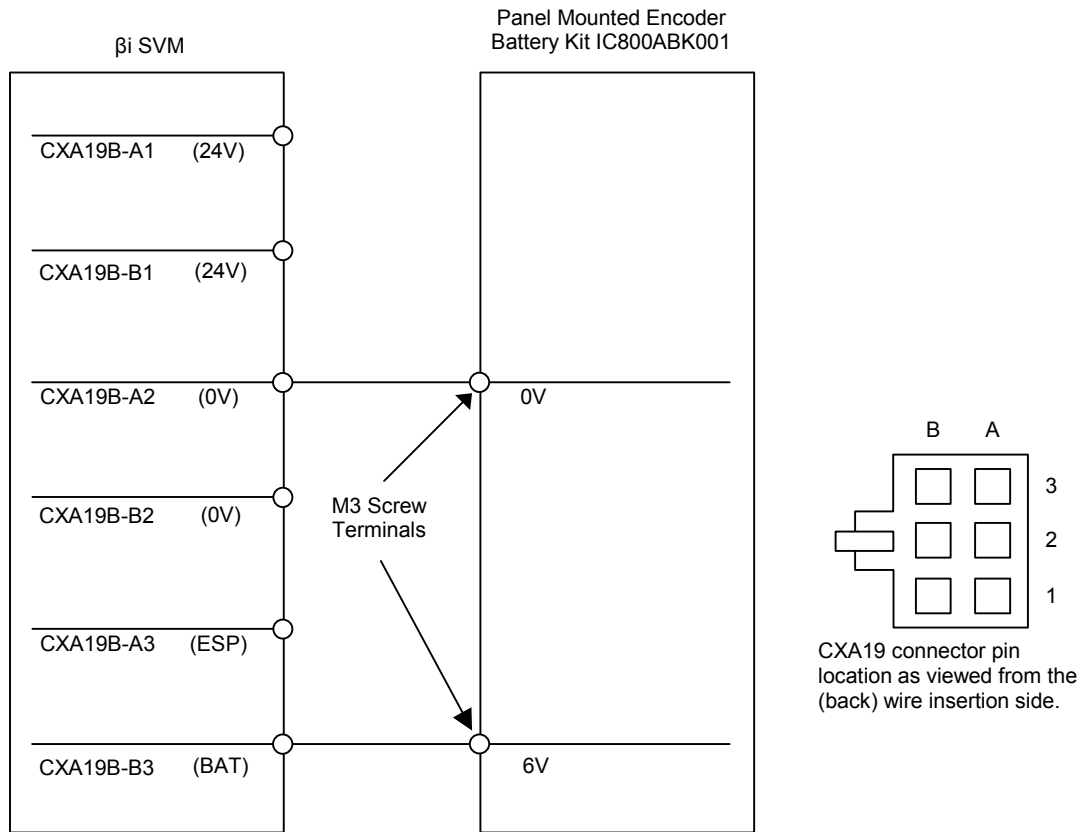 Panel Mounted Encoder
Battery Kit IC800ABK001
βi SVM
CXA19B-A1 (24V)
CXA19B-B1 (24V)
CXA19B-A2 (0V)
0V
CXA19B-B2 (0V)
M3 Screw
Terminals
CXA19B-A3 (ESP)
CXA19B-B3 (BAT)
6V
B A
3
2
1
CXA19 connector pin
location as viewed from the
(back) wire insertion side.